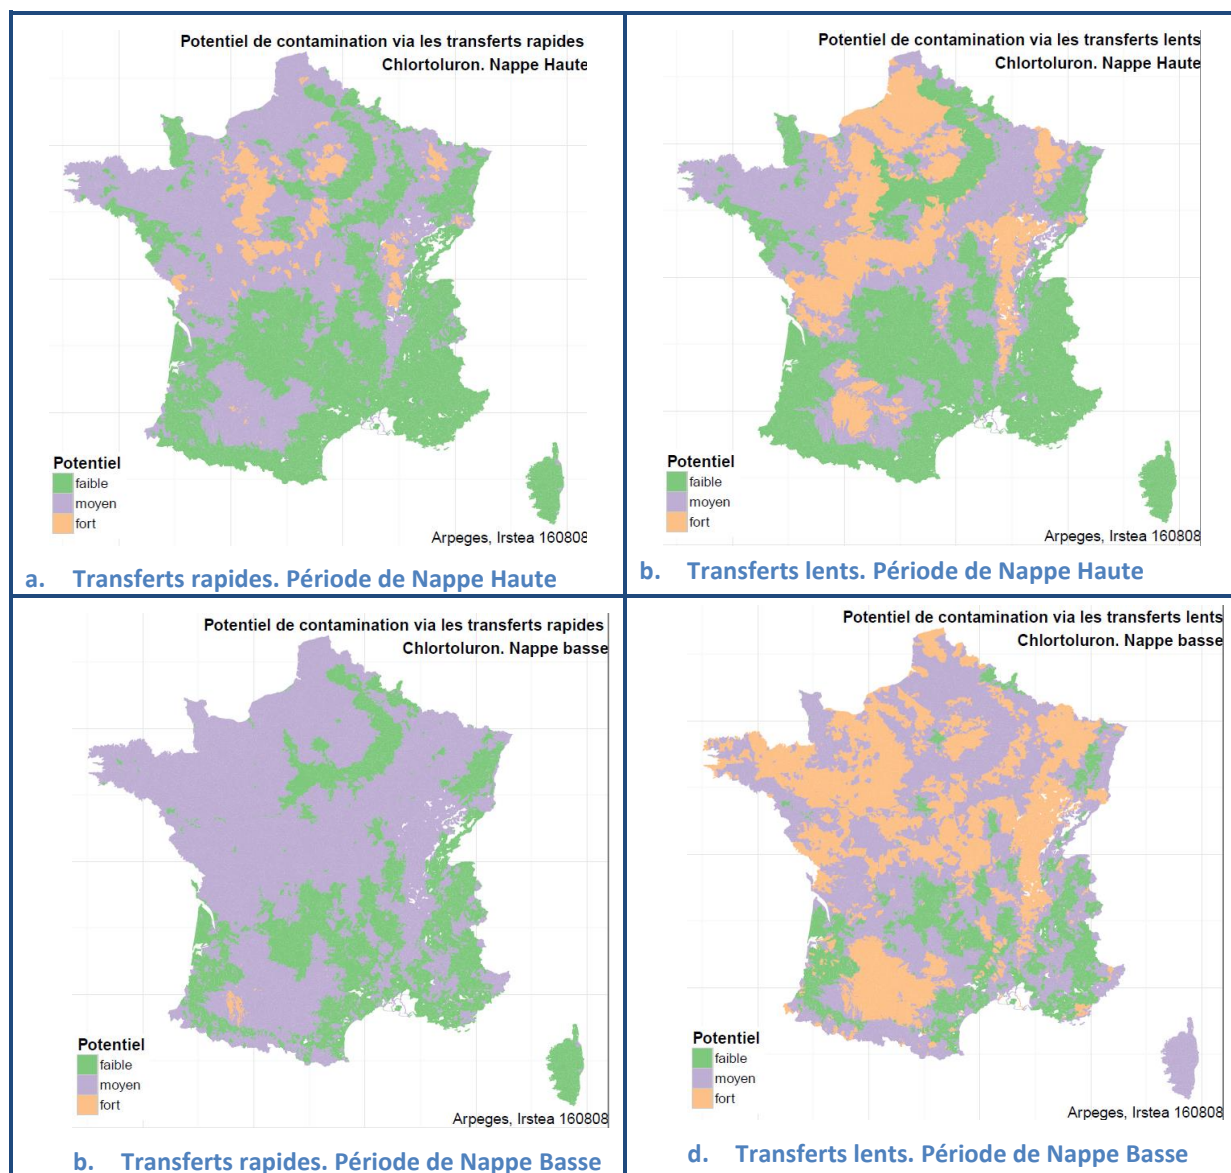 Potentiel de contamination via les transferts rapides
Chlortoluron. Nappe Haute
Potentiel
faible
moyen
fort
Arpeges, Irstea 160808
a. Transferts rapides. Période de Nappe Haute
Potentiel de contamination via les transferts lents
Chlortoluron. Nappe Haute
Potentiel
faible
moyen
fort
Arpeges, Irstea 160808
b. Transferts lents. Période de Nappe Haute
Potentiel de contamination via les transferts rapides
Chlortoluron. Nappe basse
Potentiel
faible
moyen
fort
Arpeges, Irstea 160808
b. Transferts rapides. Période de Nappe Basse
Potentiel de contamination via les transferts lents
Chlortoluron. Nappe basse
Potentiel
faible
moyen
fort
Arpeges, Irstea 160808
d. Transferts lents. Période de Nappe Basse